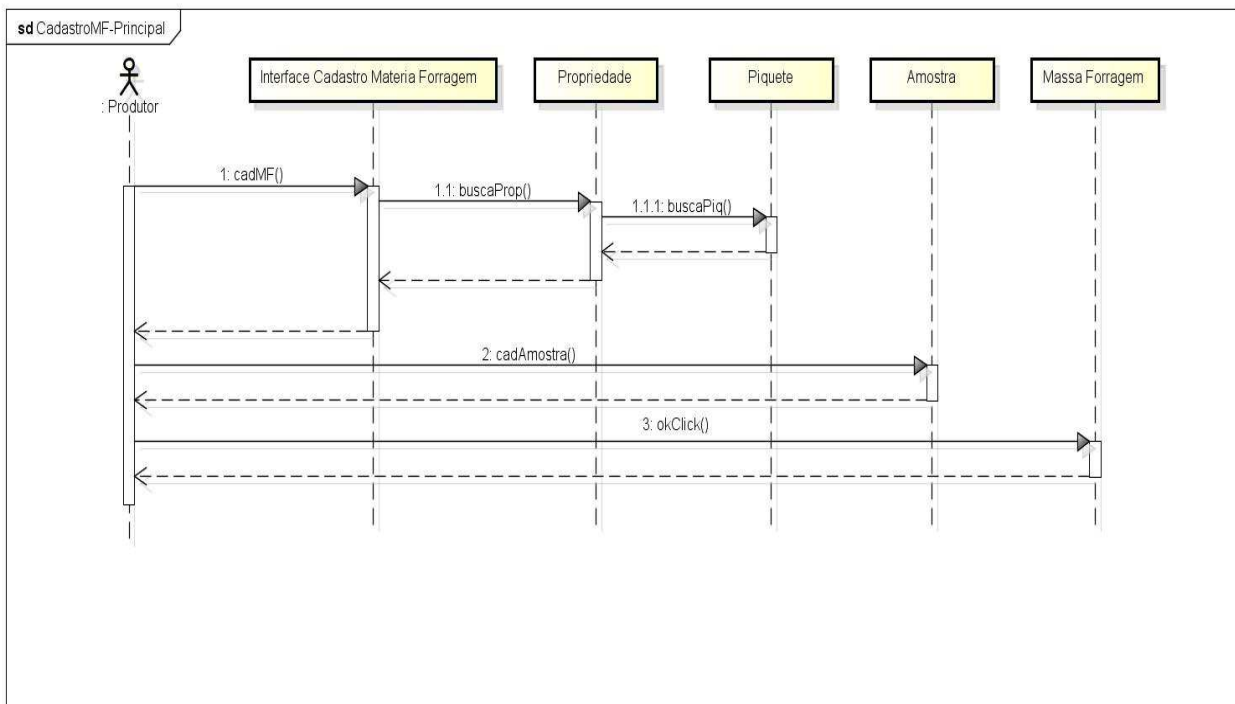 sd CadastroMF-Principal
: Produtor
Interface Cadastro Materia Forragem
Propriedade
Piquete
Amostra
Massa Forragem
1: cadMF()
1.1: buscaProp()
1.1.1: buscaPiq()
2: cadAmostra()
3: okClick()